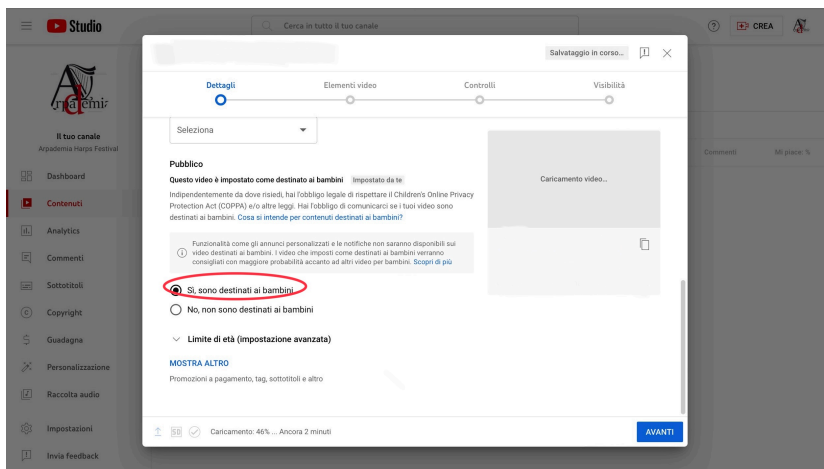 Studio
Cerca in tutto il tuo canale
CREA
Salvataggio in corso...
Dettagli
Elementi video
Controlli
Visibilità
Il tuo canale
Arpademia Harps Festival
Dashboard
Contenuti
Analytics
Commenti
Sottotitoli
Copyright
Guadagna
Personalizzazione
Raccolta audio
Impostazioni
Invia feedback
Seleziona
Pubblico
Questo video è impostato come destinato ai bambini Impostato da te
Indipendentemente da dove risiedi, hai l'obbligo legale di rispettare il Children's Online Privacy
Protection Act (COPPA) e/o altre leggi. Hai l'obbligo di comunicarci se i tuoi video sono
destinati ai bambini. Cosa si intende per contenuti destinati ai bambini?
Funzionalità come gli annunci personalizzati e le notifiche non saranno disponibili sui
video destinati ai bambini. I video che imposti come destinati ai bambini verranno
consigliati con maggiore probabilità accanto ad altri video per bambini. Scopri di più
Sì, sono destinati ai bambini
No, non sono destinati ai bambini
Limite di età (impostazione avanzata)
MOSTRA ALTRO
Promozioni a pagamento, tag, sottotitoli e altro
Caricamento video...
Commenti
Mi piace %
SD
Caricamento: 46% ... Ancora 2 minuti
AVANTI